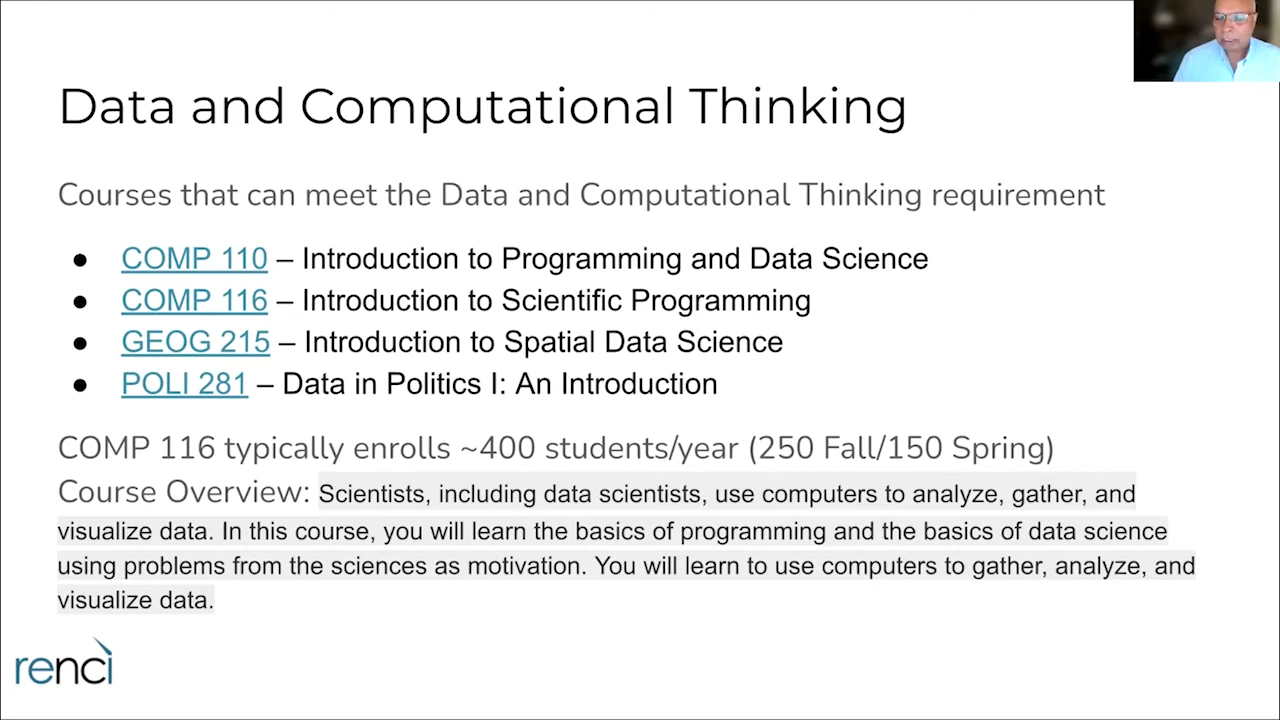 Data and Computational Thinking
Courses that can meet the Data and Computational Thinking requirement
● COMP 110 – Introduction to Programming and Data Science
● COMP 116 – Introduction to Scientific Programming
● GEOG 215 – Introduction to Spatial Data Science
● POLI 281 – Data in Politics I: An Introduction
COMP 116 typically enrolls ~400 students/year (250 Fall/150 Spring)
Course Overview: Scientists, including data scientists, use computers to analyze, gather, and
visualize data. In this course, you will learn the basics of programming and the basics of data science
using problems from the sciences as motivation. You will learn to use computers to gather, analyze, and
visualize data.
renci